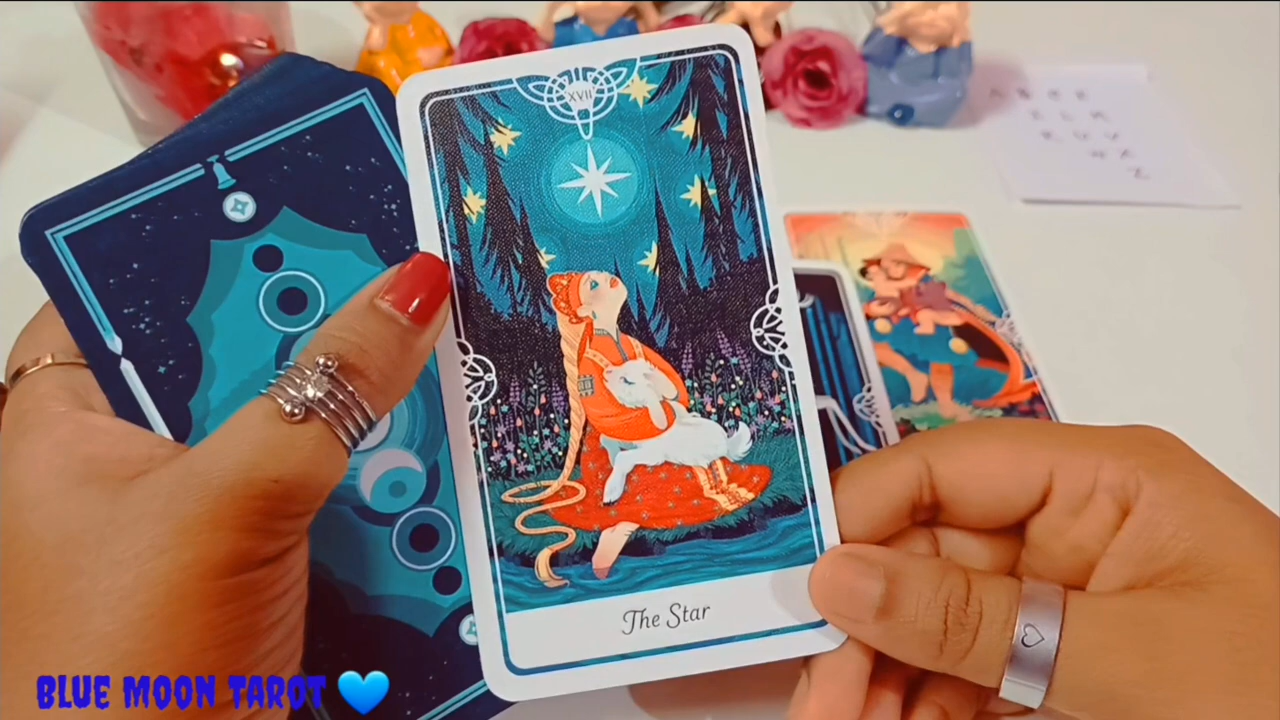 XVII
The Star
BLUE MOON TAROT 💙